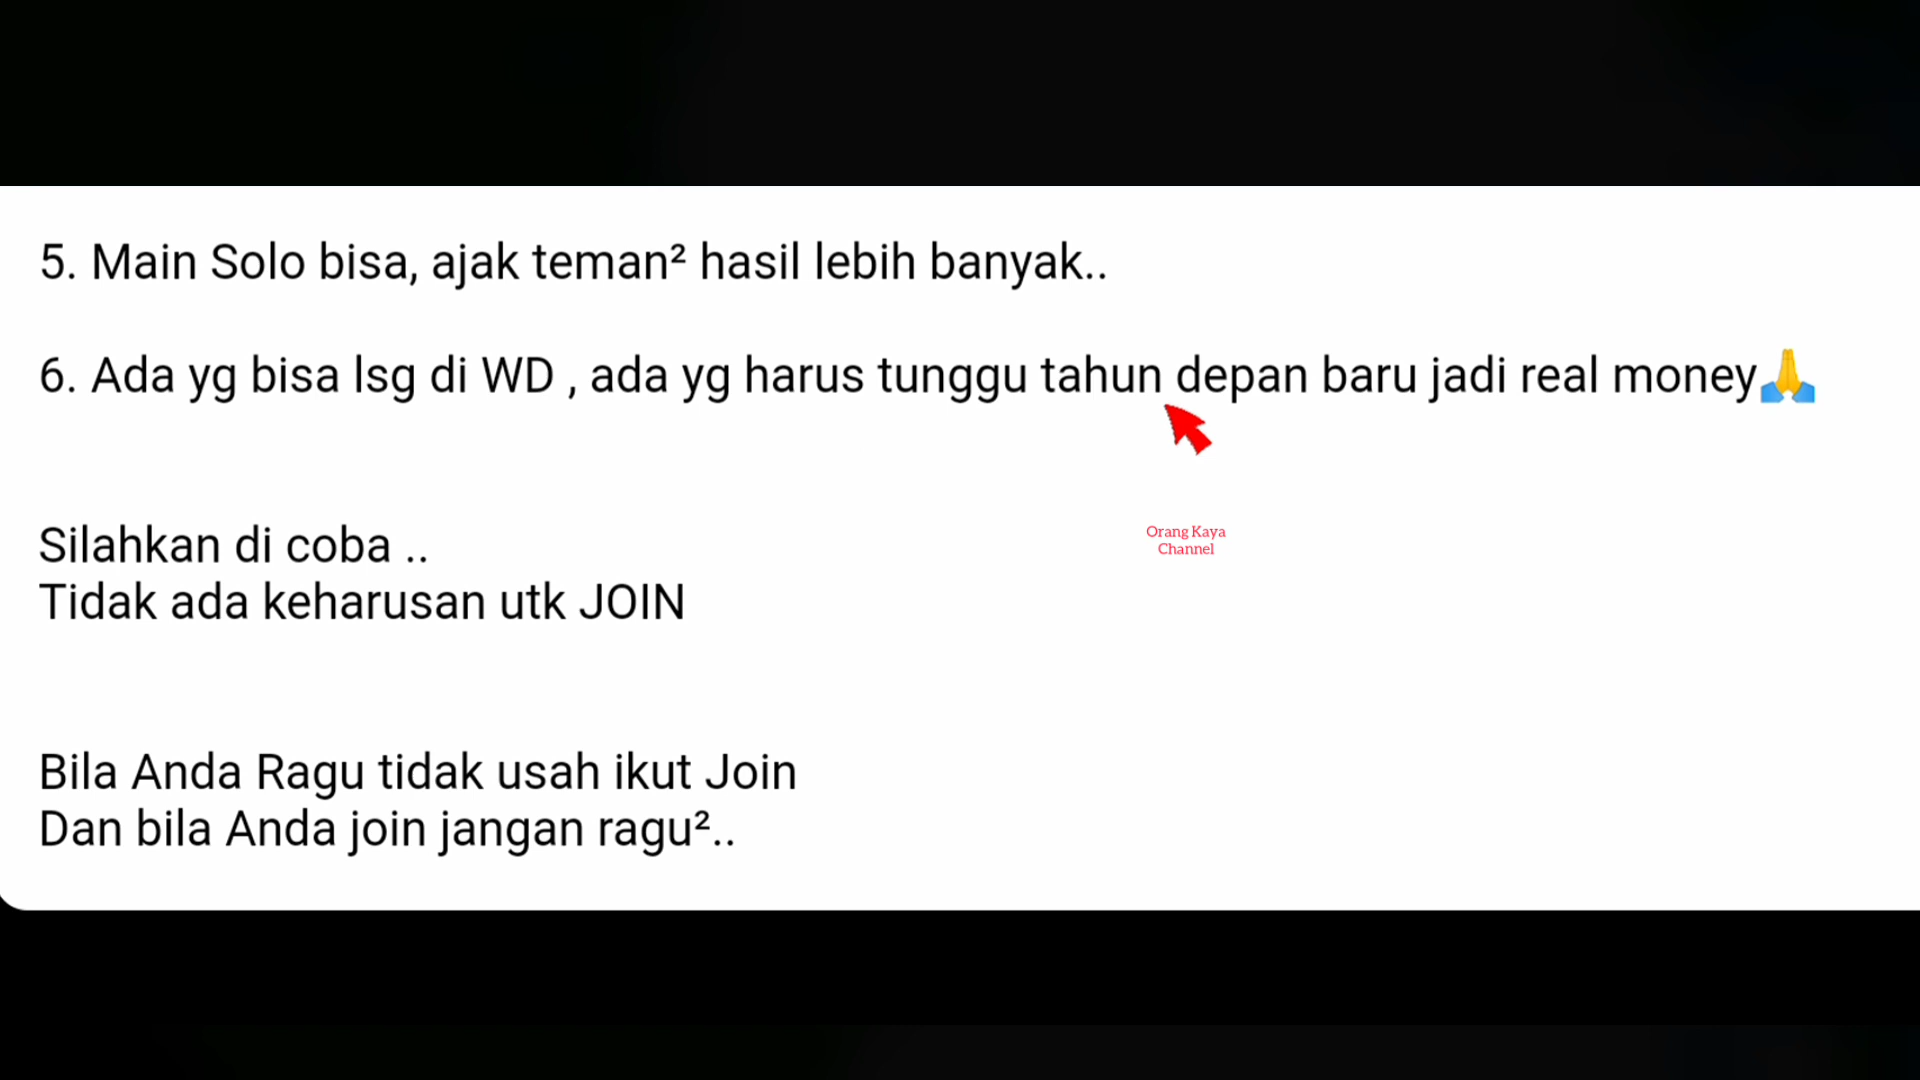 5. Main Solo bisa, ajak teman² hasil lebih banyak..
6. Ada yg bisa lsg di WD , ada yg harus tunggu tahun depan baru jadi real money🙏
Orang Kaya
Channel
Silahkan di coba ..
Tidak ada keharusan utk JOIN
Bila Anda Ragu tidak usah ikut Join
Dan bila Anda join jangan ragu²..